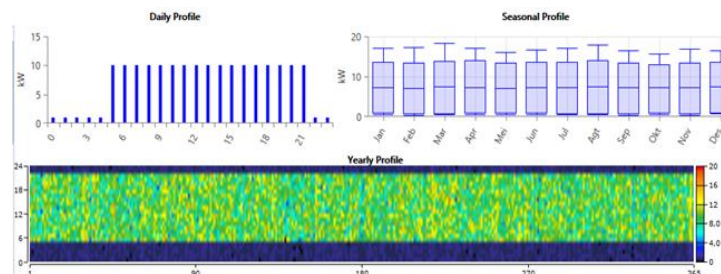 Daily Profile
15
10
5
0
kW
0
3
6
9
12
15
18
21
Seasonal Profile
20
10
0
kW
Jan
Feb
Mar
Apr
Mei
Jun
Jul
Agt
Sep
Okt
Nov
Yearly Profile
24
18
12
6
0
90
180
270
365
20
16
12
8.0
4.0
0